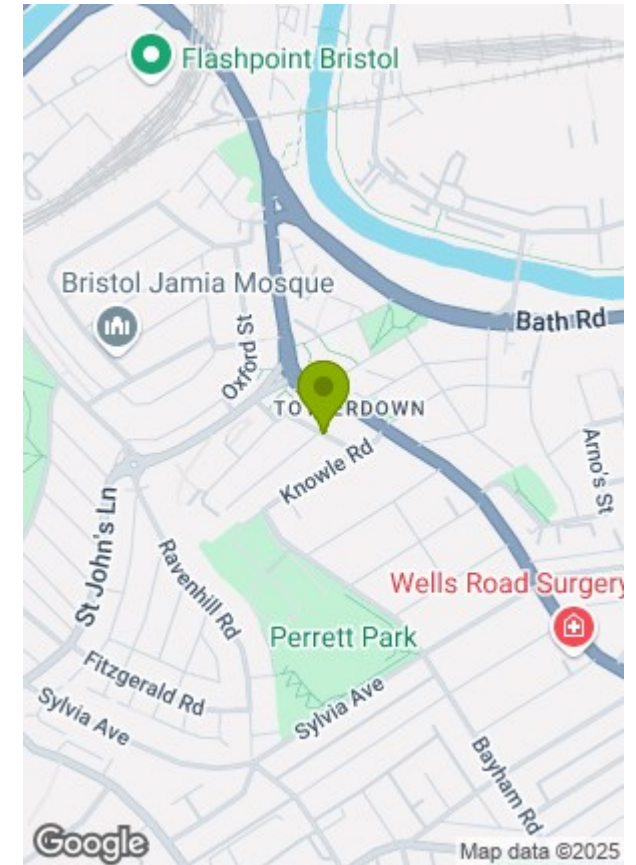 Flashpoint Bristol
Bristol Jamia Mosque
Oxford St
Bath Rd
Knowle Rd
Arno's St
St John's Ln
Ravenhill Rd
Wells Road Surgery
Perrett Park
Fitzgerald Rd
Sylvia Ave
Sylvia Ave
Bayham Rd
Google
Map data ©2025